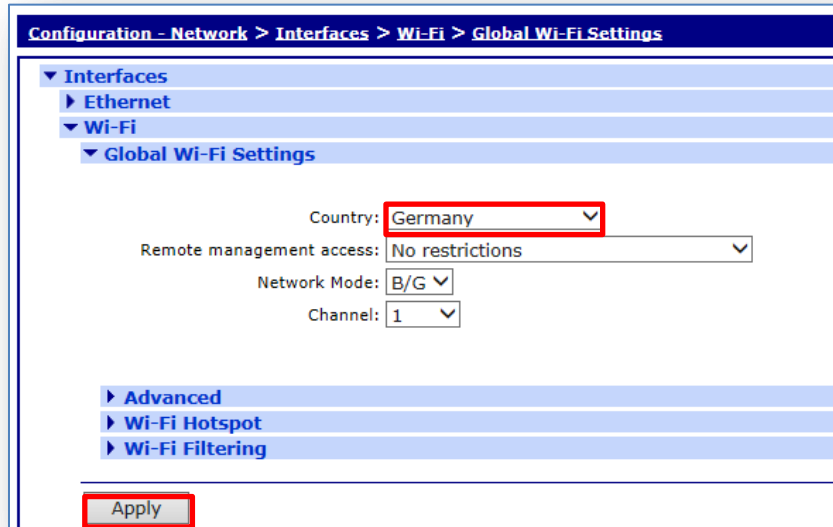 Configuration - Network > Interfaces > Wi-Fi > Global Wi-Fi Settings
Interfaces
Ethernet
Wi-Fi
Global Wi-Fi Settings
Country: Germany
Remote management access: No restrictions
Network Mode: B/G
Channel: 1
Advanced
Wi-Fi Hotspot
Wi-Fi Filtering
Apply